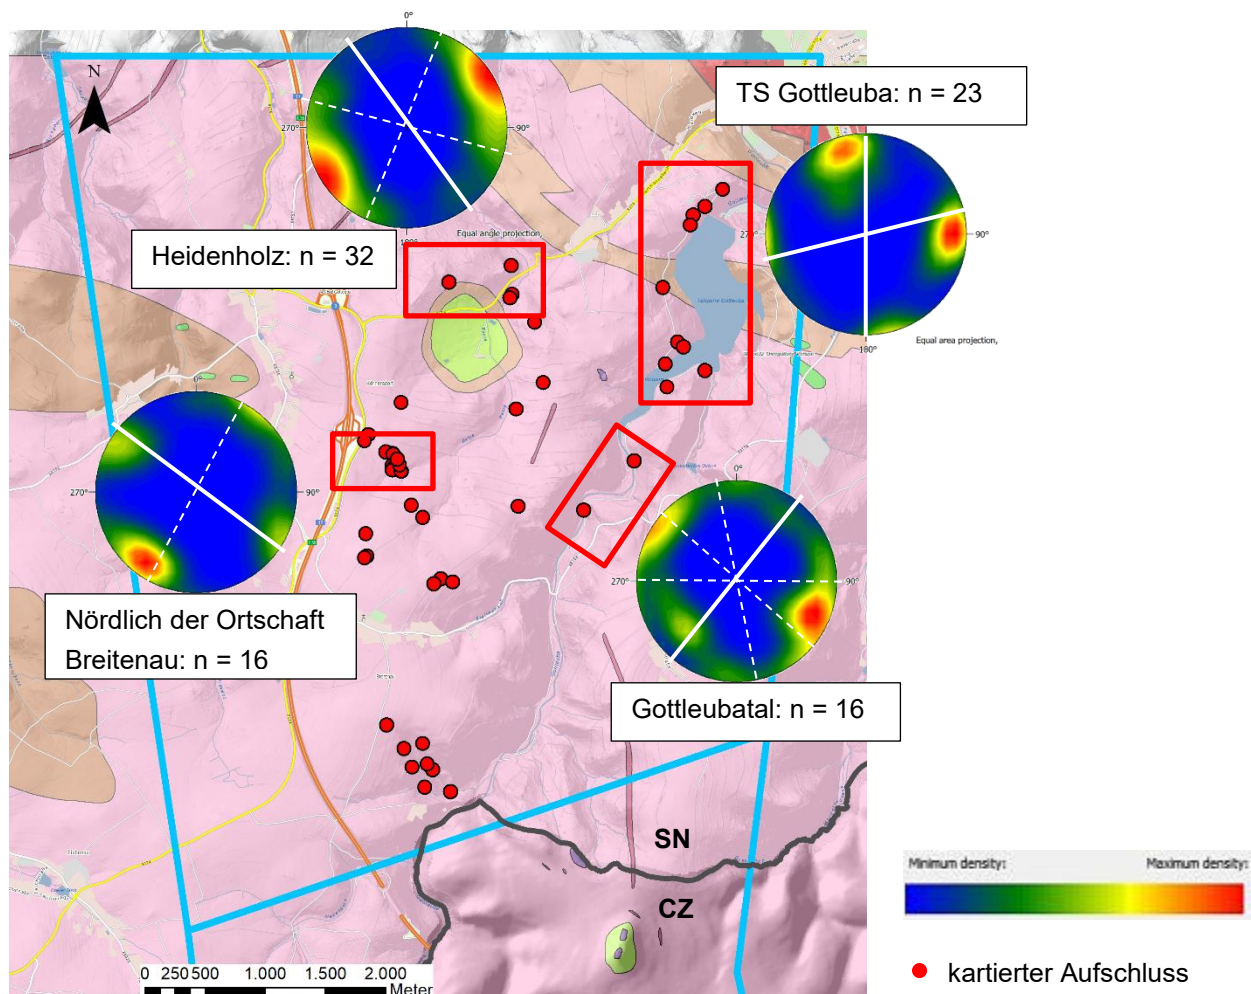 0°
N
TS Gottleuba: n = 23
270°
90°
180°
Equal angle projection,
Heidenholz: n = 32
270°
90°
180°
Equal area projection,
0°
270°
90°
0°
270°
90°
Nördlich der Ortschaft
Breitenau: n = 16
Gottleubatal: n = 16
SN
CZ
Minimum density:
Maximum density:
0 250 500 1.000 1.500 2.000
Meter
kartierter Aufschluss